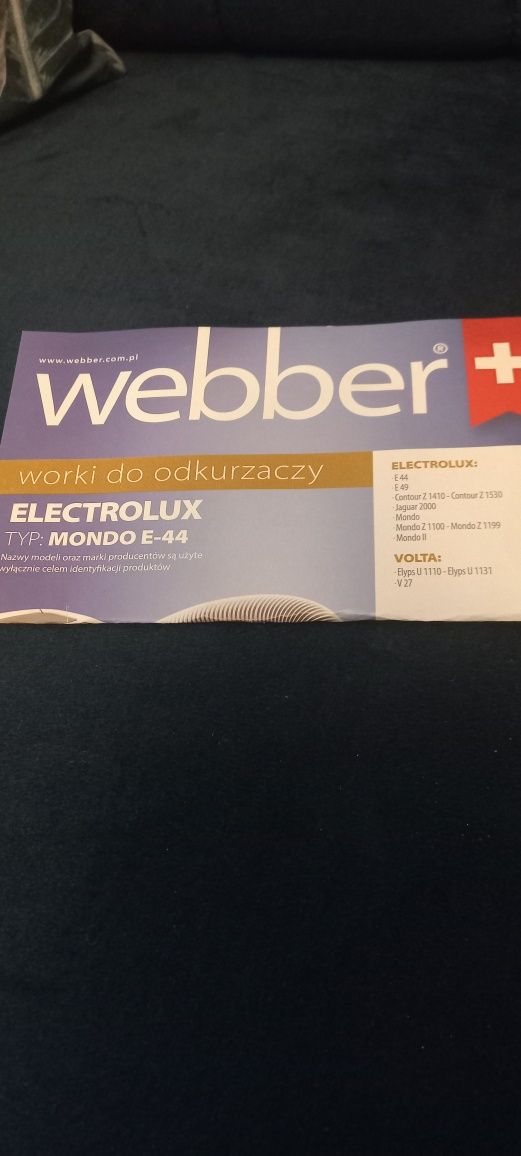 www.webber.com.pl
webber®
worki do odkurzaczy
ELECTROLUX
TYP: MONDO E-44
Nazwy modeli oraz marki producentów są użyte
wyłącznie celem identyfikacji produktów
ELECTROLUX:
· E 44
· E 49
· Contour Z 1410 - Contour Z 1530
· Jaguar 2000
· Mondo
· Mondo Z 1100 - Mondo Z 1199
· Mondo II
VOLTA:
· Elyps U 1110 - Elyps U 1131
· V 27